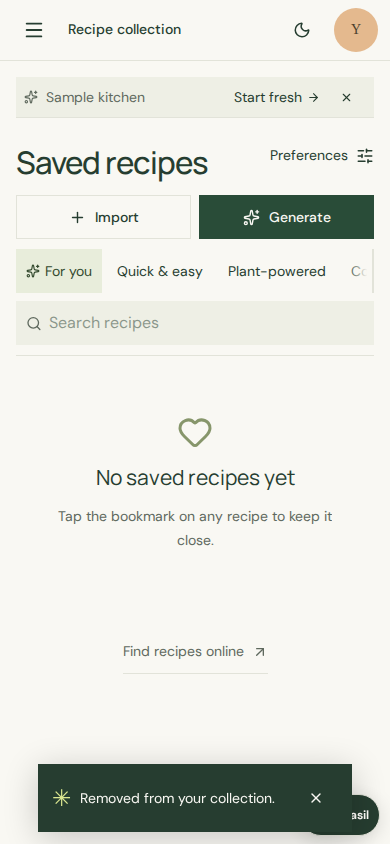 Recipe collection
Y
Sample kitchen
Start fresh
Saved recipes
Preferences
Import
Generate
For you
Quick & easy
Plant-powered
Search recipes
No saved recipes yet
Tap the bookmark on any recipe to keep it
close.
Find recipes online
Removed from your collection.